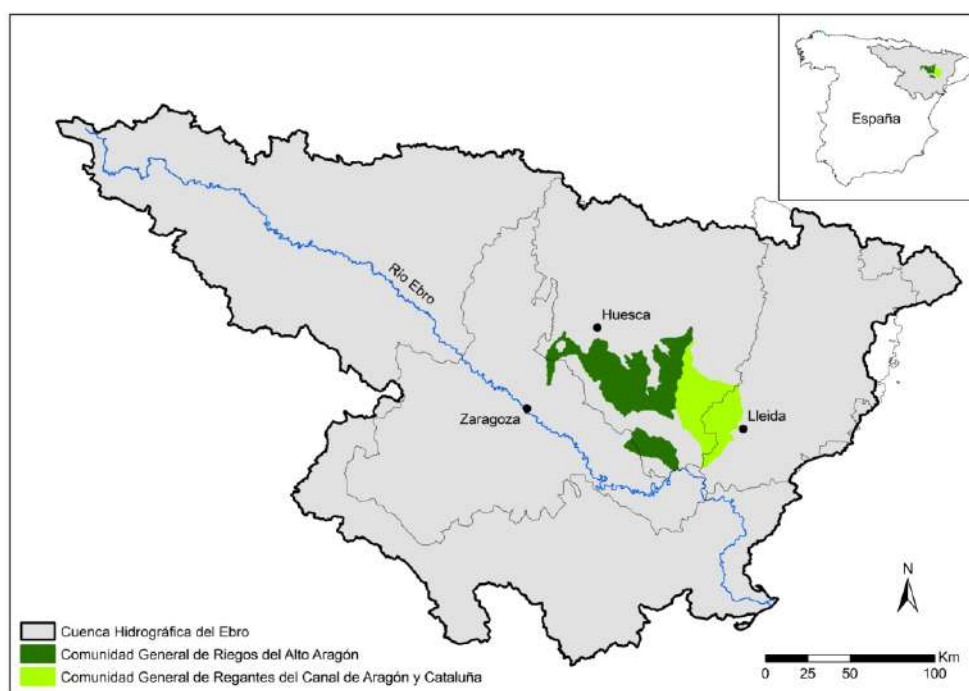 España
Río Ebro
Huesca
Zaragoza
Lleida
N
Cuenca Hidrográfica del Ebro
Comunidad General de Riegos del Alto Aragón
Comunidad General de Regantes del Canal de Aragón y Cataluña
Km
0 25 50 100